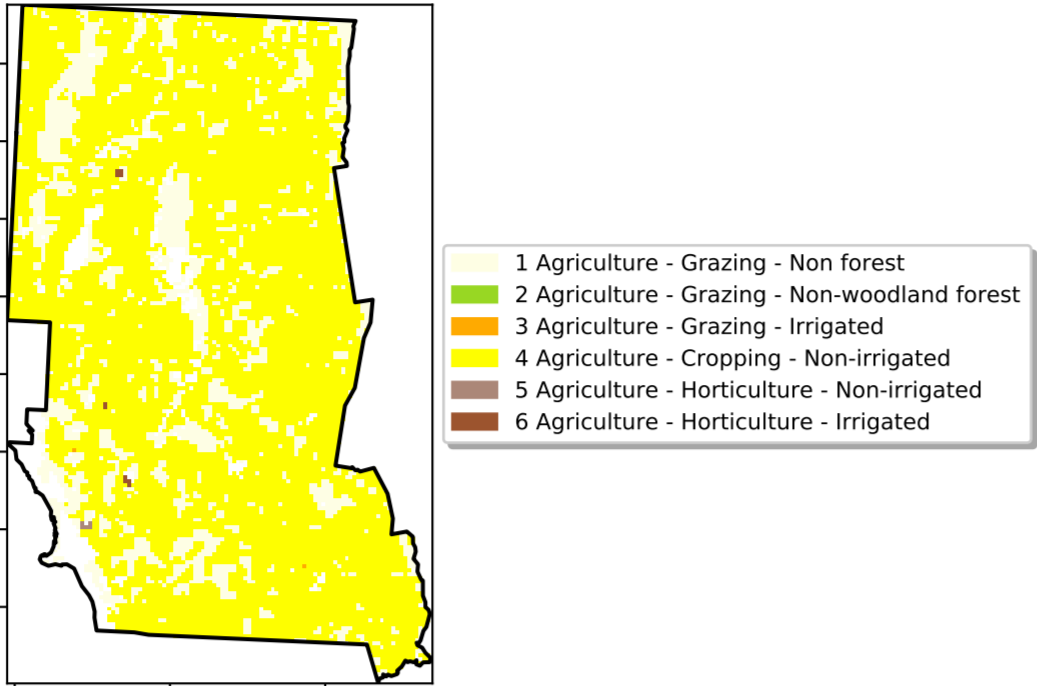 1 Agriculture - Grazing - Non forest
2 Agriculture - Grazing - Non-woodland forest
3 Agriculture - Grazing - Irrigated
4 Agriculture - Cropping - Non-irrigated
5 Agriculture - Horticulture - Non-irrigated
6 Agriculture - Horticulture - Irrigated